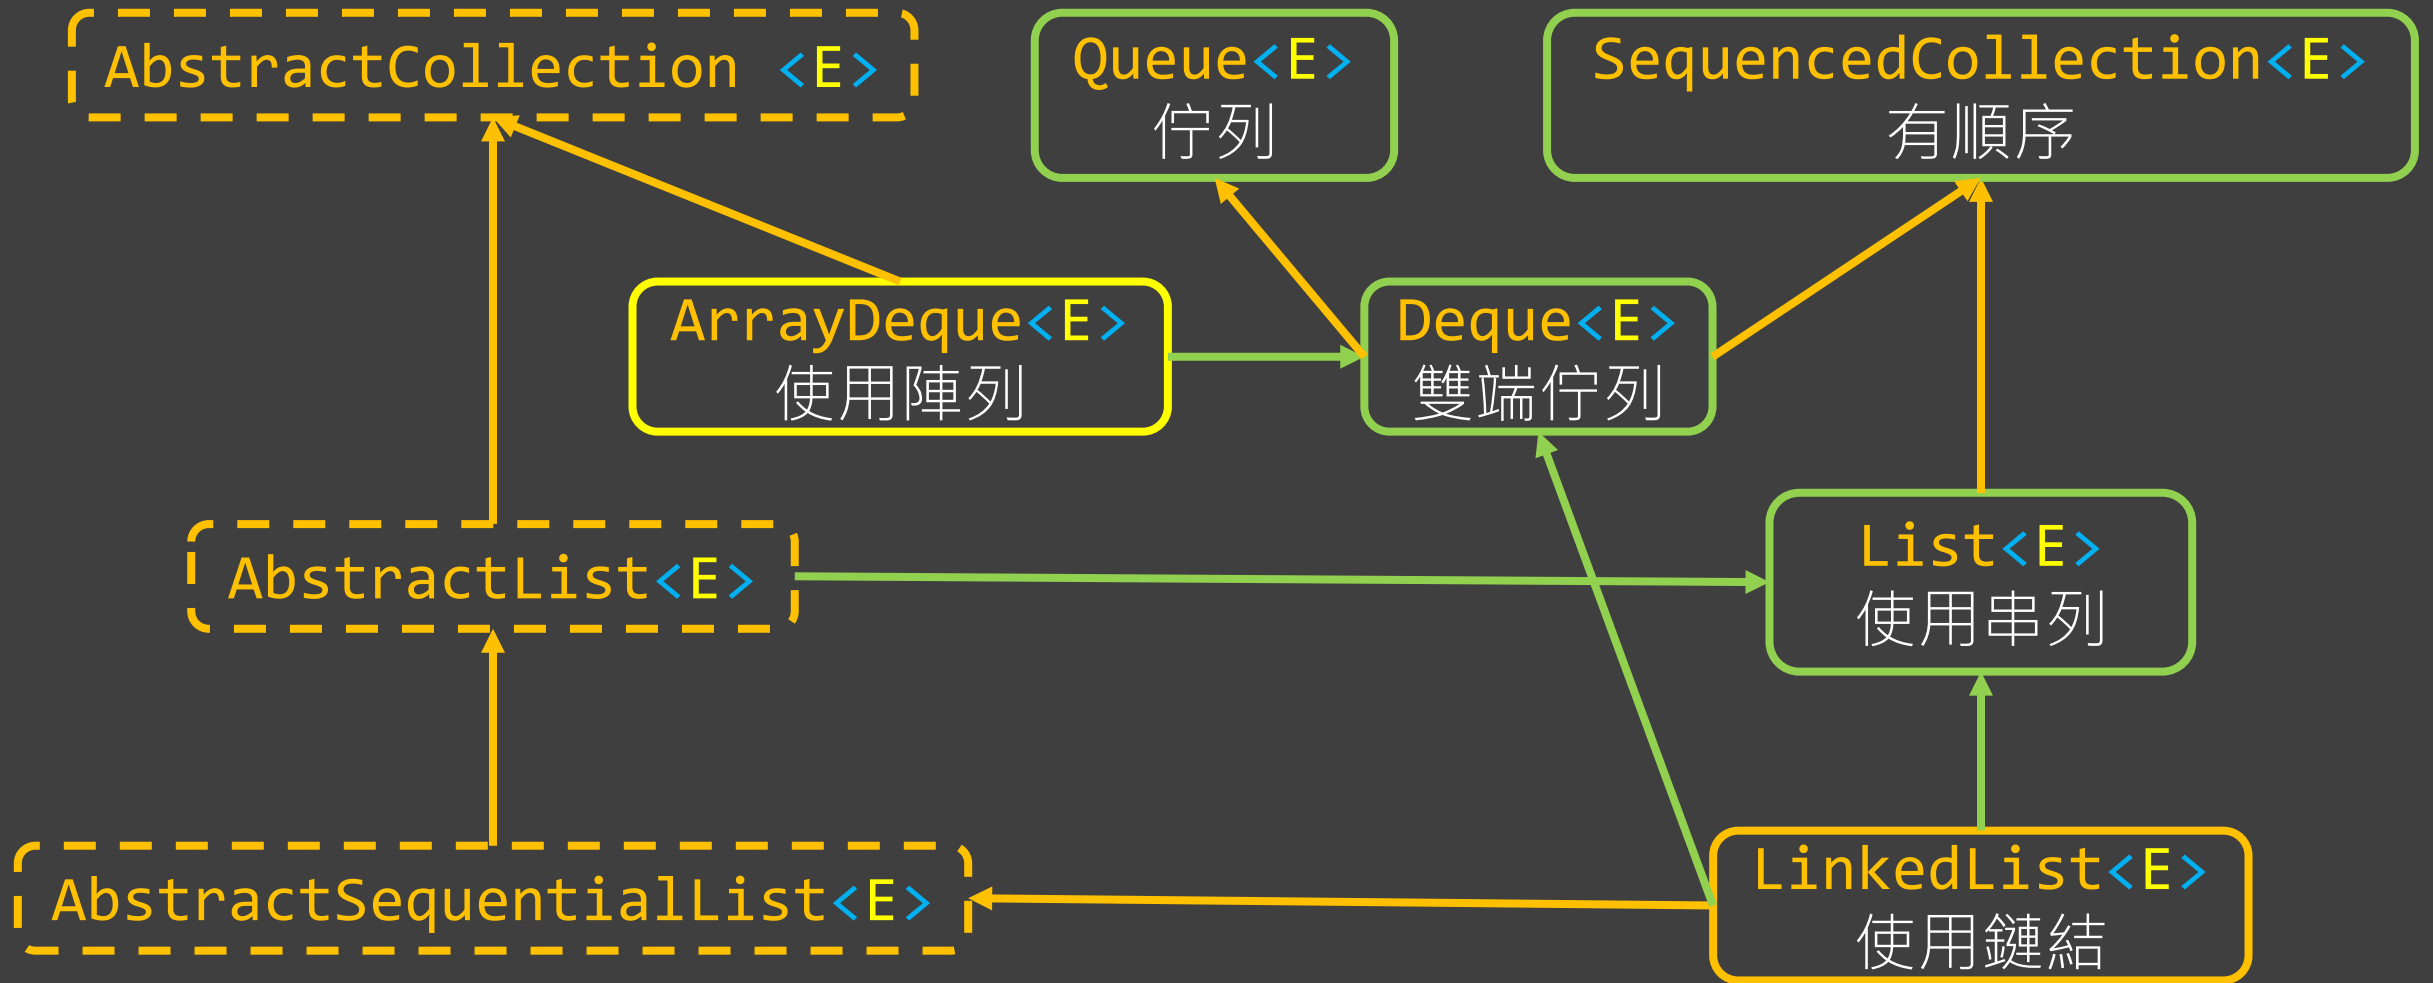 AbstractCollection <E>
Queue<E>
佇列
SequencedCollection<E>
有順序
ArrayDeque<E>
使用陣列
Deque<E>
雙端佇列
AbstractList<E>
List<E>
使用串列
AbstractSequentialList<E>
LinkedList<E>
使用鏈結